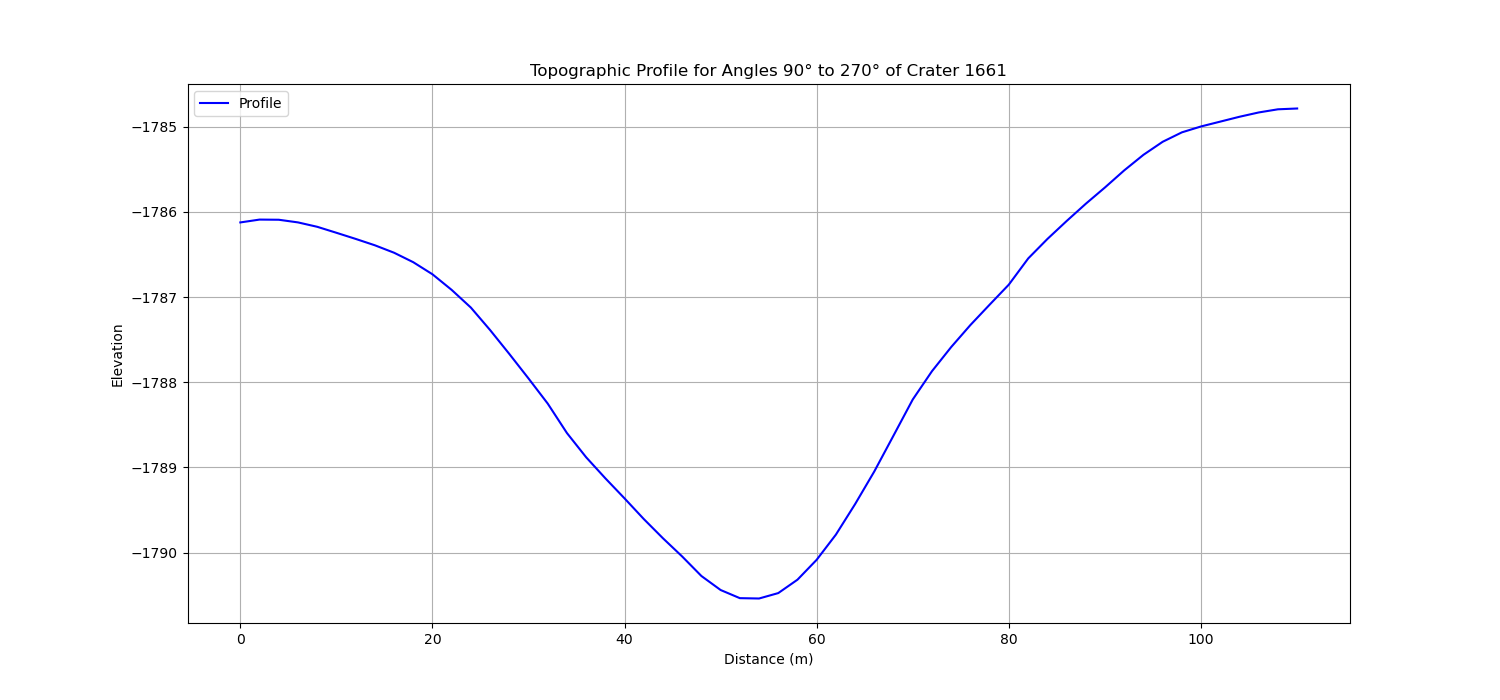 Topographic Profile for Angles 90° to 270° of Crater 1661
Profile
−1785
−1786
−1787
−1788
−1789
−1790
Elevation
0 20 40 60 80 100
Distance (m)